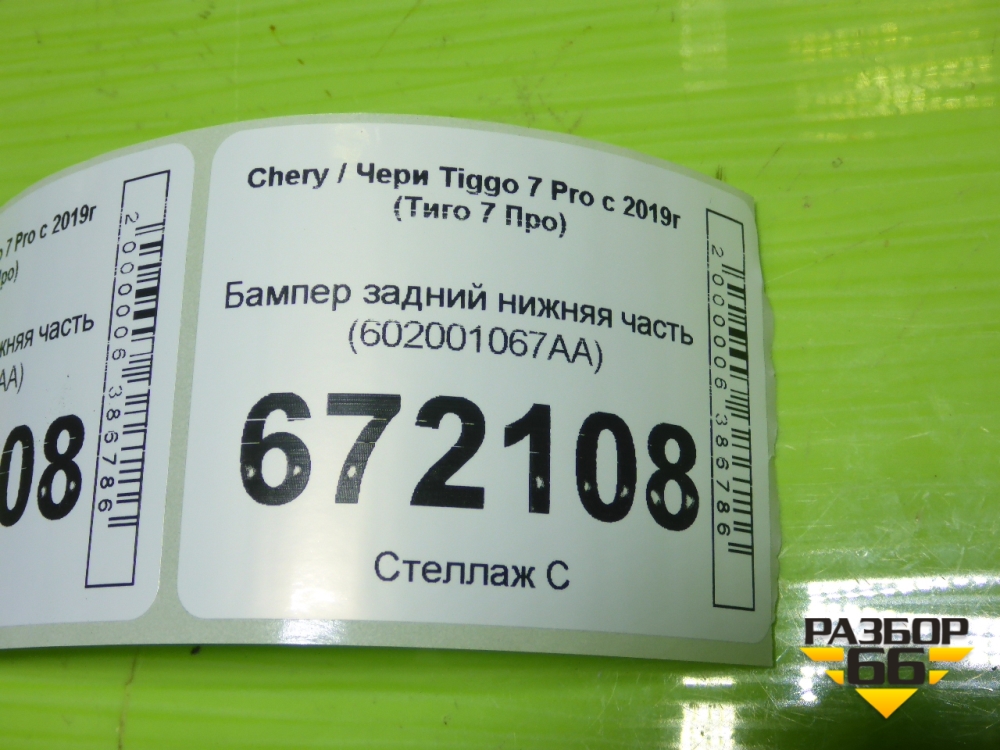 7 Pro с 2019г
жняя часть
AA)
08
2000006386786
Chery / Чери Tiggo 7 Pro с 2019г
(Тиго 7 Про)
Бампер задний нижняя часть
(602001067AA)
672108
Стеллаж С
2000006386786
РАЗБОР
66